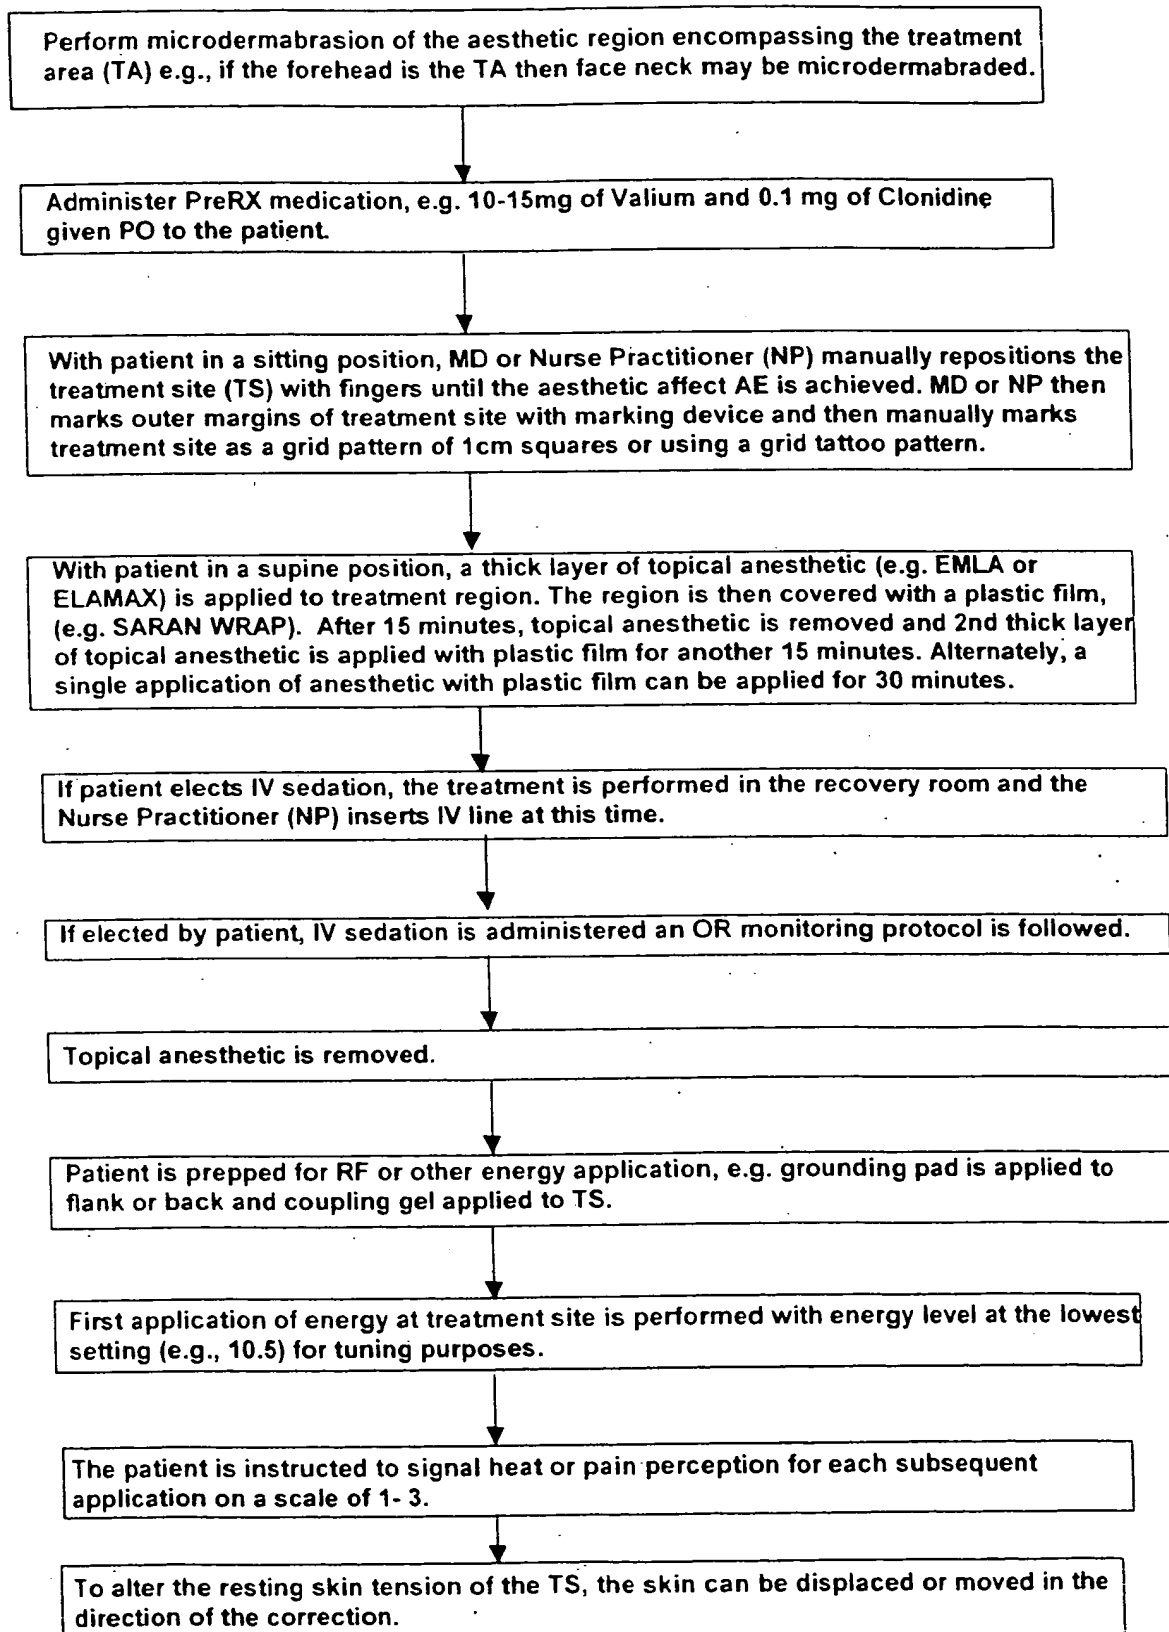 Perform microdermabrasion of the aesthetic region encompassing the treatment
area (TA) e.g., if the forehead is the TA then face neck may be microdermabraded.
Administer PreRX medication, e.g. 10-15mg of Valium and 0.1 mg of Clonidine
given PO to the patient.
With patient in a sitting position, MD or Nurse Practitioner (NP) manually repositions the
treatment site (TS) with fingers until the aesthetic affect AE is achieved. MD or NP then
marks outer margins of treatment site with marking device and then manually marks
treatment site as a grid pattern of 1cm squares or using a grid tattoo pattern.
With patient in a supine position, a thick layer of topical anesthetic (e.g. EMLA or
ELAMAX) is applied to treatment region. The region is then covered with a plastic film,
(e.g. SARAN WRAP). After 15 minutes, topical anesthetic is removed and 2nd thick layer
of topical anesthetic is applied with plastic film for another 15 minutes. Alternately, a
single application of anesthetic with plastic film can be applied for 30 minutes.
If patient elects IV sedation, the treatment is performed in the recovery room and the
Nurse Practitioner (NP) inserts IV line at this time.
If elected by patient, IV sedation is administered an OR monitoring protocol is followed.
Topical anesthetic is removed.
Patient is prepped for RF or other energy application, e.g. grounding pad is applied to
flank or back and coupling gel applied to TS.
First application of energy at treatment site is performed with energy level at the lowest
setting (e.g., 10.5) for tuning purposes.
The patient is instructed to signal heat or pain perception for each subsequent
application on a scale of 1- 3.
To alter the resting skin tension of the TS, the skin can be displaced or moved in the
direction of the correction.